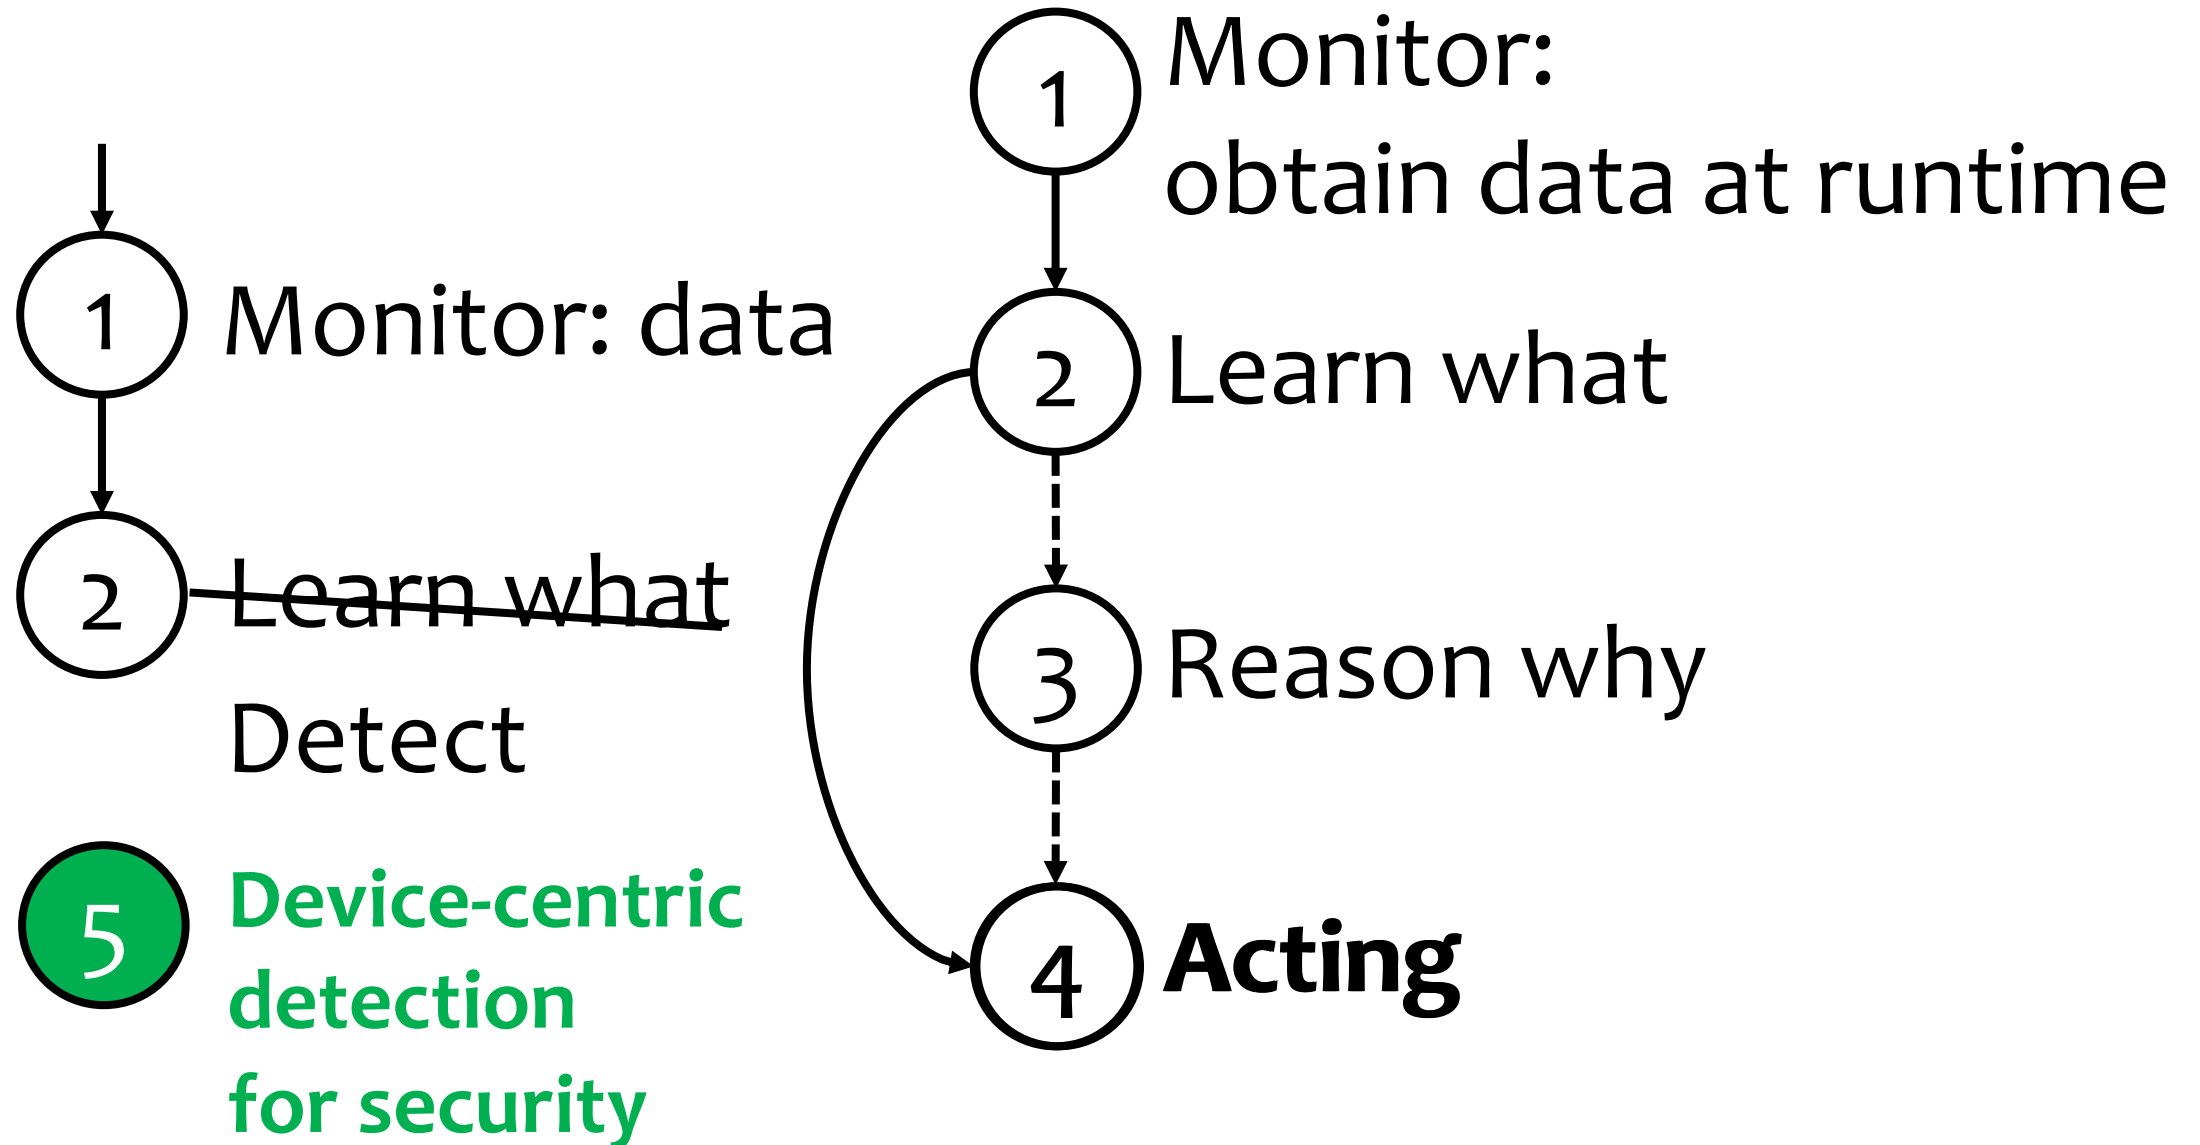 1 Monitor: data
2 Learn what
Detect
5 Device-centric
detection
for security
1 Monitor:
obtain data at runtime
2 Learn what
3 Reason why
4 Acting